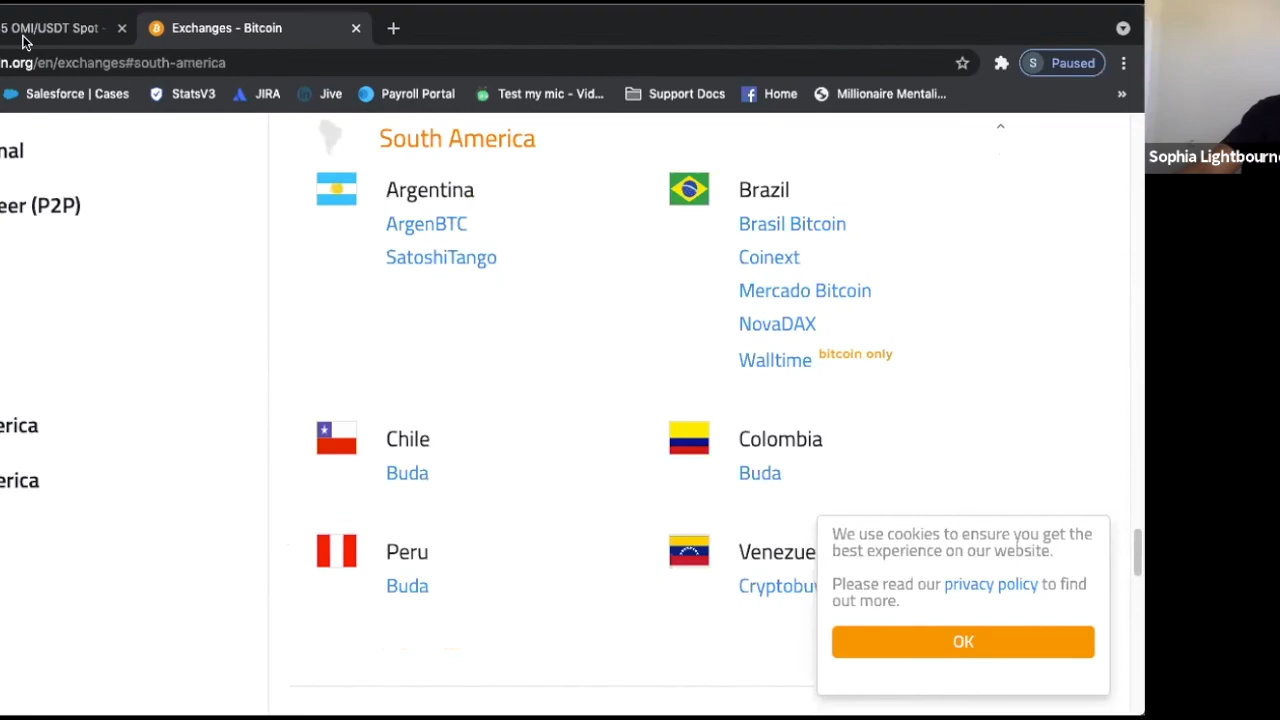 5 OMI/USDT Spot
Exchanges - Bitcoin
n.org/en/exchanges#south-america
S Paused
Salesforce | Cases
StatsV3
JIRA
Jive
Payroll Portal
Test my mic - Vid...
Support Docs
Home
Millionaire Mentali...
»
Sophia Lightbourn
nal
eer (P2P)
erica
erica
South America
Argentina
ArgenBTC
SatoshiTango
Brazil
Brasil Bitcoin
Coinext
Mercado Bitcoin
NovaDAX
Walltime bitcoin only
Chile
Buda
Colombia
Buda
Peru
Buda
Venezue
Cryptobu
We use cookies to ensure you get the
best experience on our website.
Please read our privacy policy to find
out more.
OK